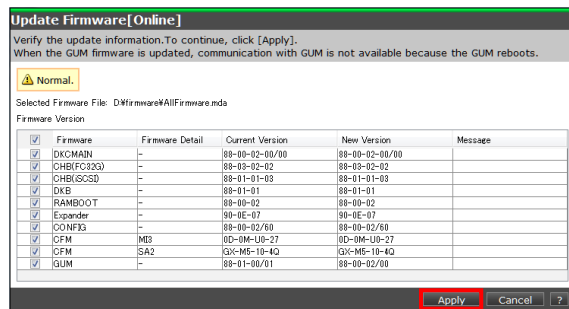 Update Firmware[Online]
Verify the update information.To continue, click [Apply].
When the GUM firmware is updated, communication with GUM is not available because the GUM reboots.
Normal.
Selected Firmware File: D:¥firmware¥AllFirmware.mda
Firmware Version
Firmware Firmware Detail Current Version New Version Message
DKCMAIN - 88-00-02-00/00 88-00-02-00/00
CHB(FC32G) - 88-03-02-02 88-03-02-02
CHB(iSCSI) - 88-01-01-03 88-01-01-03
DKB - 88-01-01 88-01-01
RAMBOOT - 88-00-02 88-00-02
Expander - 90-0E-07 90-0E-07
CONFIG - 88-00-02/60 88-00-02/60
CFM MI3 0D-0M-U0-27 0D-0M-U0-27
CFM SA2 GX-M5-10-4Q GX-M5-10-4Q
GUM - 88-01-00/01 88-00-02/00
Apply Cancel ?